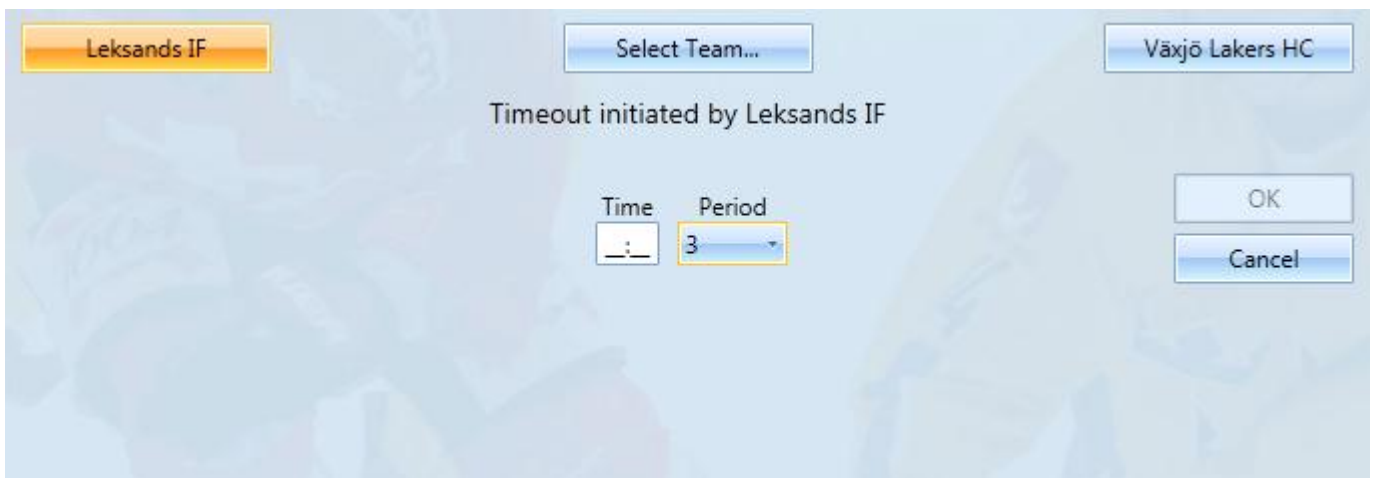 Leksands IF
Select Team...
Växjö Lakers HC
Timeout initiated by Leksands IF
Time
Period
__:__
3
OK
Cancel